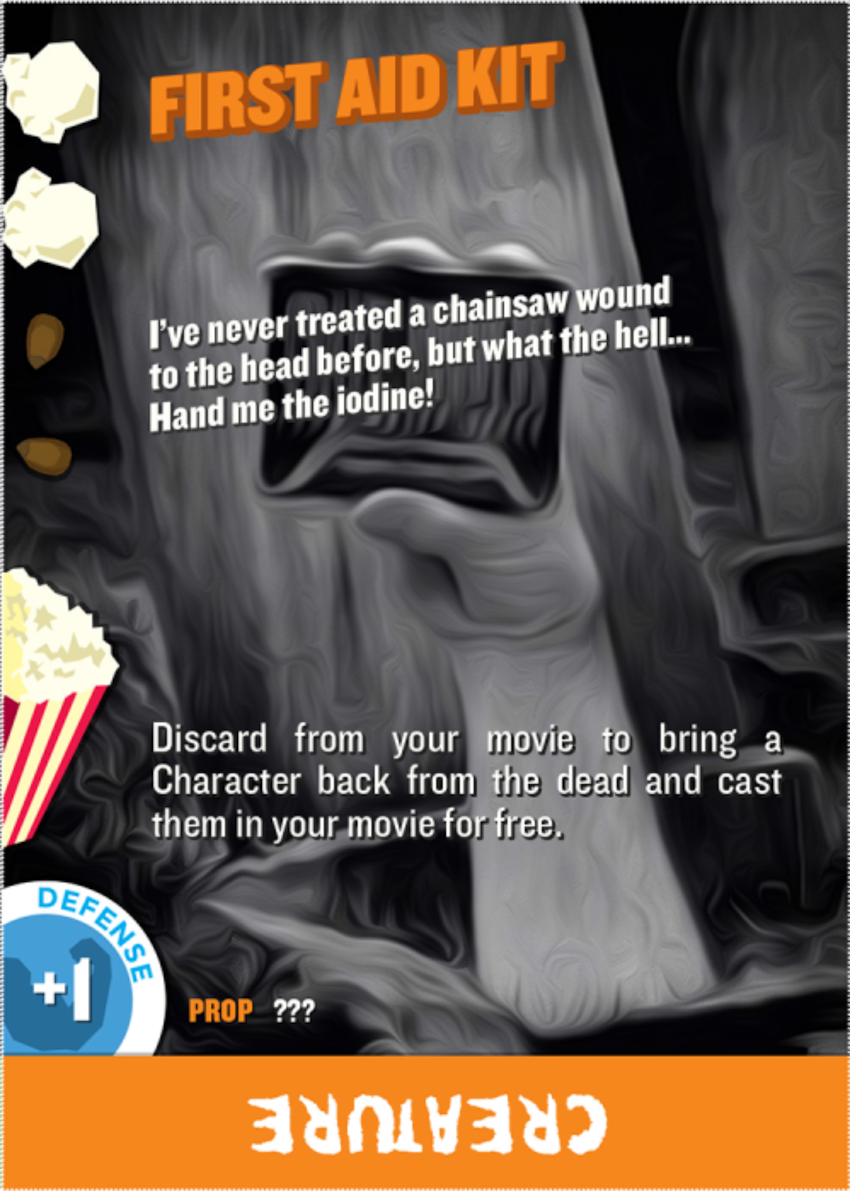 FIRST AID KIT
I've never treated a chainsaw wound
to the head before, but what the hell...
Hand me the iodine!
Discard from your movie to bring a
Character back from the dead and cast
them in your movie for free.
DEFENSE
+1
PROP ???
CREATURE